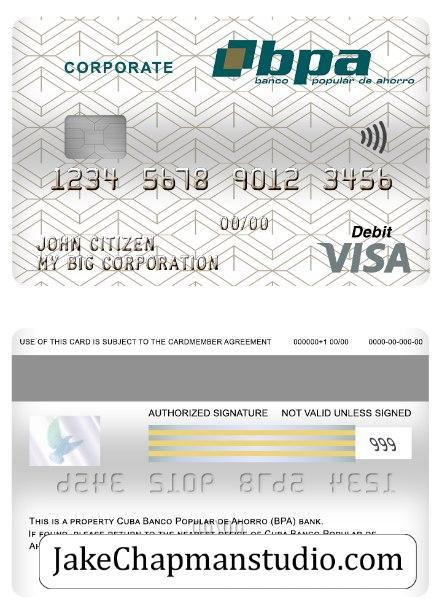 CORPORATE
bpa
banco popular de ahorro
1234 5678 9012 3456
00/00
JOHN CITIZEN
MY BIG CORPORATION
Debit
VISA
USE OF THIS CARD IS SUBJECT TO THE CARDMEMBER AGREEMENT 000000+1 00/00 0000-00-000-00
AUTHORIZED SIGNATURE NOT VALID UNLESS SIGNED
999
THIS IS A PROPERTY CUBA BANCO POPULAR DE AHORRO (BPA) BANK.
IF FOUND, PLEASE RETURN TO THE NEAREST OFFICE OF CUBA BANCO POPULAR DE
JakeChapmanstudio.com